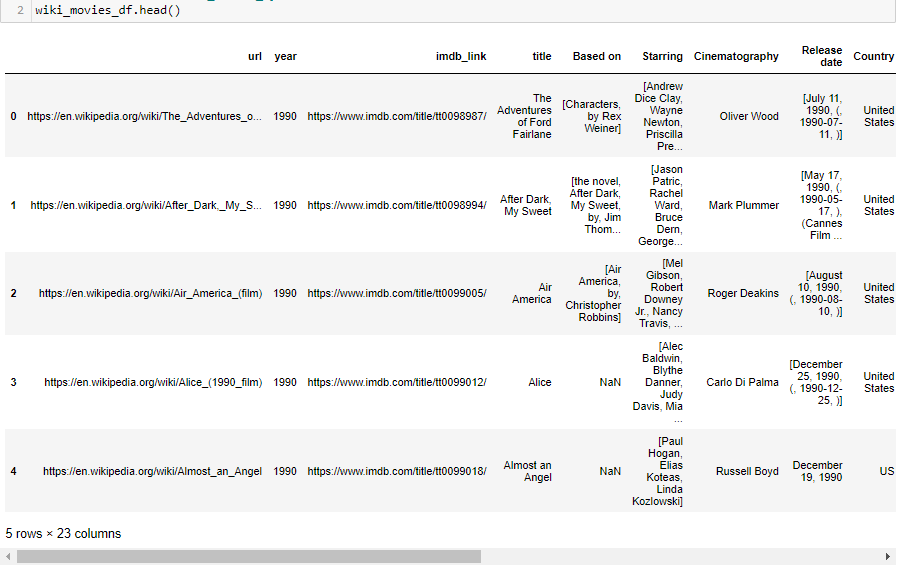 2 wiki_movies_df.head()
url year imdb_link title Based on Starring Cinematography Release date Country
0 https://en.wikipedia.org/wiki/The_Adventures_o... 1990 https://www.imdb.com/title/tt0098987/ The Adventures of Ford Fairlane [Characters, by Rex Weiner] [Andrew Dice Clay, Wayne Newton, Priscilla Pre... Oliver Wood [July 11, 1990, (, 1990-07-11, )] United States
1 https://en.wikipedia.org/wiki/After_Dark,_My_S... 1990 https://www.imdb.com/title/tt0098994/ After Dark, My Sweet [the novel, After Dark, My Sweet, by, Jim Thom... [Jason Patric, Rachel Ward, Bruce Dern, George... Mark Plummer [May 17, 1990, (, 1990-05-17, ), (Cannes Film ... United States
2 https://en.wikipedia.org/wiki/Air_America_(film) 1990 https://www.imdb.com/title/tt0099005/ Air America [Air America, by, Christopher Robbins] [Mel Gibson, Robert Downey Jr., Nancy Travis, ... Roger Deakins [August 10, 1990, (, 1990-08-10, )] United States
3 https://en.wikipedia.org/wiki/Alice_(1990_film) 1990 https://www.imdb.com/title/tt0099012/ Alice NaN [Alec Baldwin, Blythe Danner, Judy Davis, Mia ... Carlo Di Palma [December 25, 1990, (, 1990-12-25, )] United States
4 https://en.wikipedia.org/wiki/Almost_an_Angel 1990 https://www.imdb.com/title/tt0099018/ Almost an Angel NaN [Paul Hogan, Elias Koteas, Linda Kozlowski] Russell Boyd December 19, 1990 US
5 rows × 23 columns